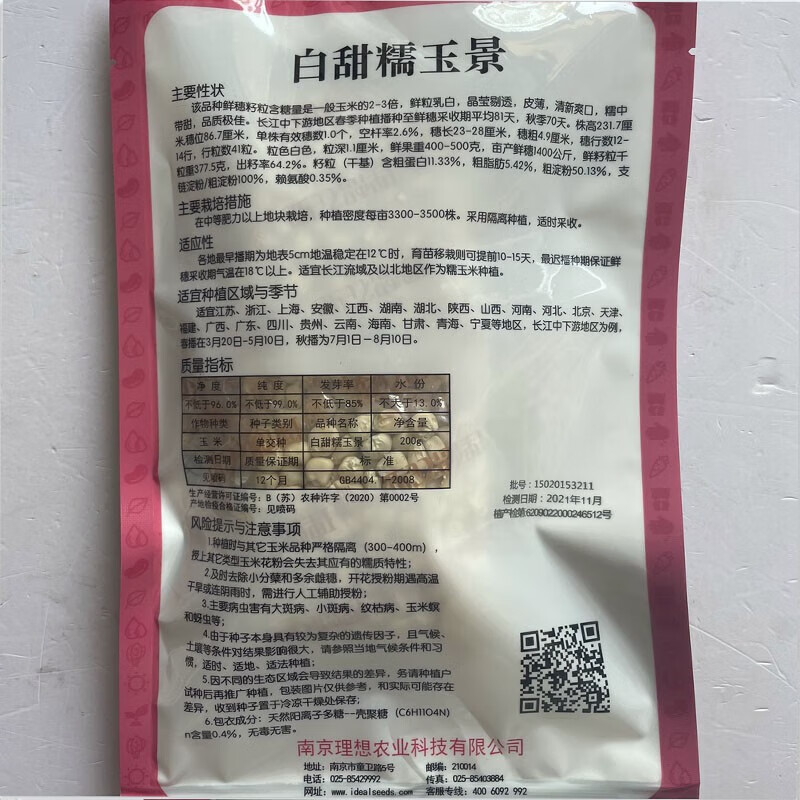 白甜糯玉景
主要性状
该品种鲜穗籽粒含糖量是一般玉米的2-3倍，鲜粒乳白，晶莹剔透，皮薄，清新爽口，糯中
带甜，品质极佳。长江中下游地区春季种植播种至鲜穗采收期平均81天，秋季70天。株高231.7厘
米,穗位86.7厘米，单株有效穗数1.0个，空杆率2.6%，穗长23-28厘米，穗粗4.9厘米，穗行数12-
14行，行粒数41粒。粒色白色，粒深1.1厘米，鲜果重400-500克，亩产鲜穗1400公斤，鲜籽粒千
粒重377.5克，出籽率64.2%。籽粒（干基）含粗蛋白11.33%，粗脂肪5.42%，粗淀粉50.13%，支
链淀粉/粗淀粉100%，赖氨酸0.35%。
主要栽培措施
在中等肥力以上地块栽培，种植密度每亩3300-3500株。采用隔离种植，适时采收。
适应性
各地最早播期为地表5cm地温稳定在12℃时，育苗移栽则可提前10-15天，最迟播种期保证鲜
穗采收期气温在18℃以上。适宜长江流域及以北地区作为糯玉米种植。
适宜种植区域与季节
适宜江苏、浙江、上海、安徽、江西、湖南、湖北、陕西、山西、河南、河北、北京、天津、
福建、广西、广东、四川、贵州、云南、海南、甘肃、青海、宁夏等地区，长江中下游地区为例，
春播在3月20日-5月10日，秋播为7月1日－8月10日。
质量指标
净 度 纯 度 发芽率 水 份
不低于96.0% 不低于99.0% 不低于85% 不大于13.0%
作物种类 种子类别 品种名称 净含量
玉 米 单交种 白甜糯玉景 200g
检测日期 质量保证期 标 准
见喷码 12个月 GB4404.1-2008
生产经营许可证编号：B（苏）农种许字（2020）第0002号
产地检疫合格证编号：见喷码
批号：15020153211
检测日期：2021年11月
植产检第6209022000246512号
风险提示与注意事项
1.种植时与其它玉米品种严格隔离（300-400m），
授上其它类型玉米花粉会失去其应有的糯质特性；
2.及时去除小分蘖和多余雌穗，开花授粉期遇高温
干旱或连阴雨时，需进行人工辅助授粉；
3.主要病虫害有大斑病、小斑病、纹枯病、玉米螟
和蚜虫等；
4.由于种子本身具有较为复杂的遗传因子，且气候、
土壤等条件对结果影响很大，请参照当地气候条件和习
惯，适时、适地、适法种植；
5.因不同的生态区域会导致结果的差异，务请种植户
试种后再推广种植，包装图片仅供参考，和实际可能存在
差异，收到种子置于冷凉干燥处保存；
6.包衣成分：天然阳离子多糖--壳聚糖（C6H11O4N）
n含量0.4%，无毒无害。
南京理想农业科技有限公司
地址：南京市童卫路5号 邮编：210014
电话：025-85429992 传真：025-85403884
网址：www.idealseeds.com 客服专线：400 6092 992